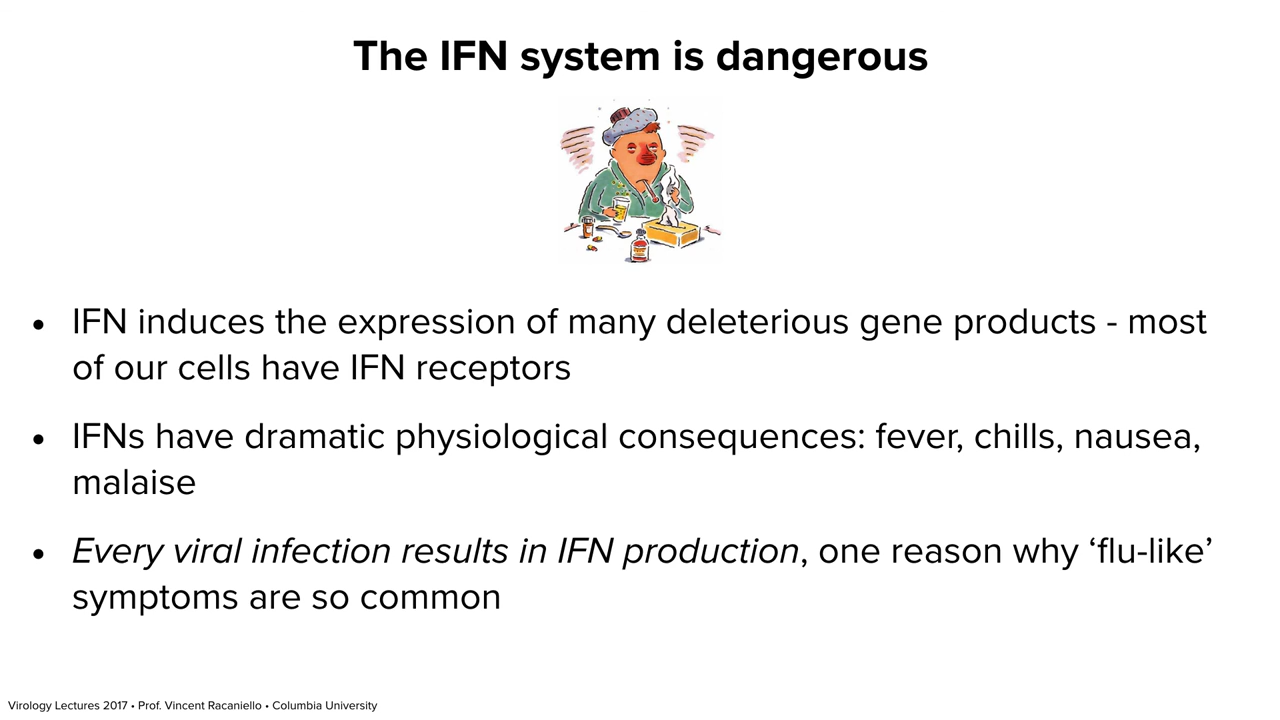 The IFN system is dangerous
• IFN induces the expression of many deleterious gene products - most
of our cells have IFN receptors
• IFNs have dramatic physiological consequences: fever, chills, nausea,
malaise
• Every viral infection results in IFN production, one reason why ‘flu-like’
symptoms are so common
Virology Lectures 2017 • Prof. Vincent Racaniello • Columbia University